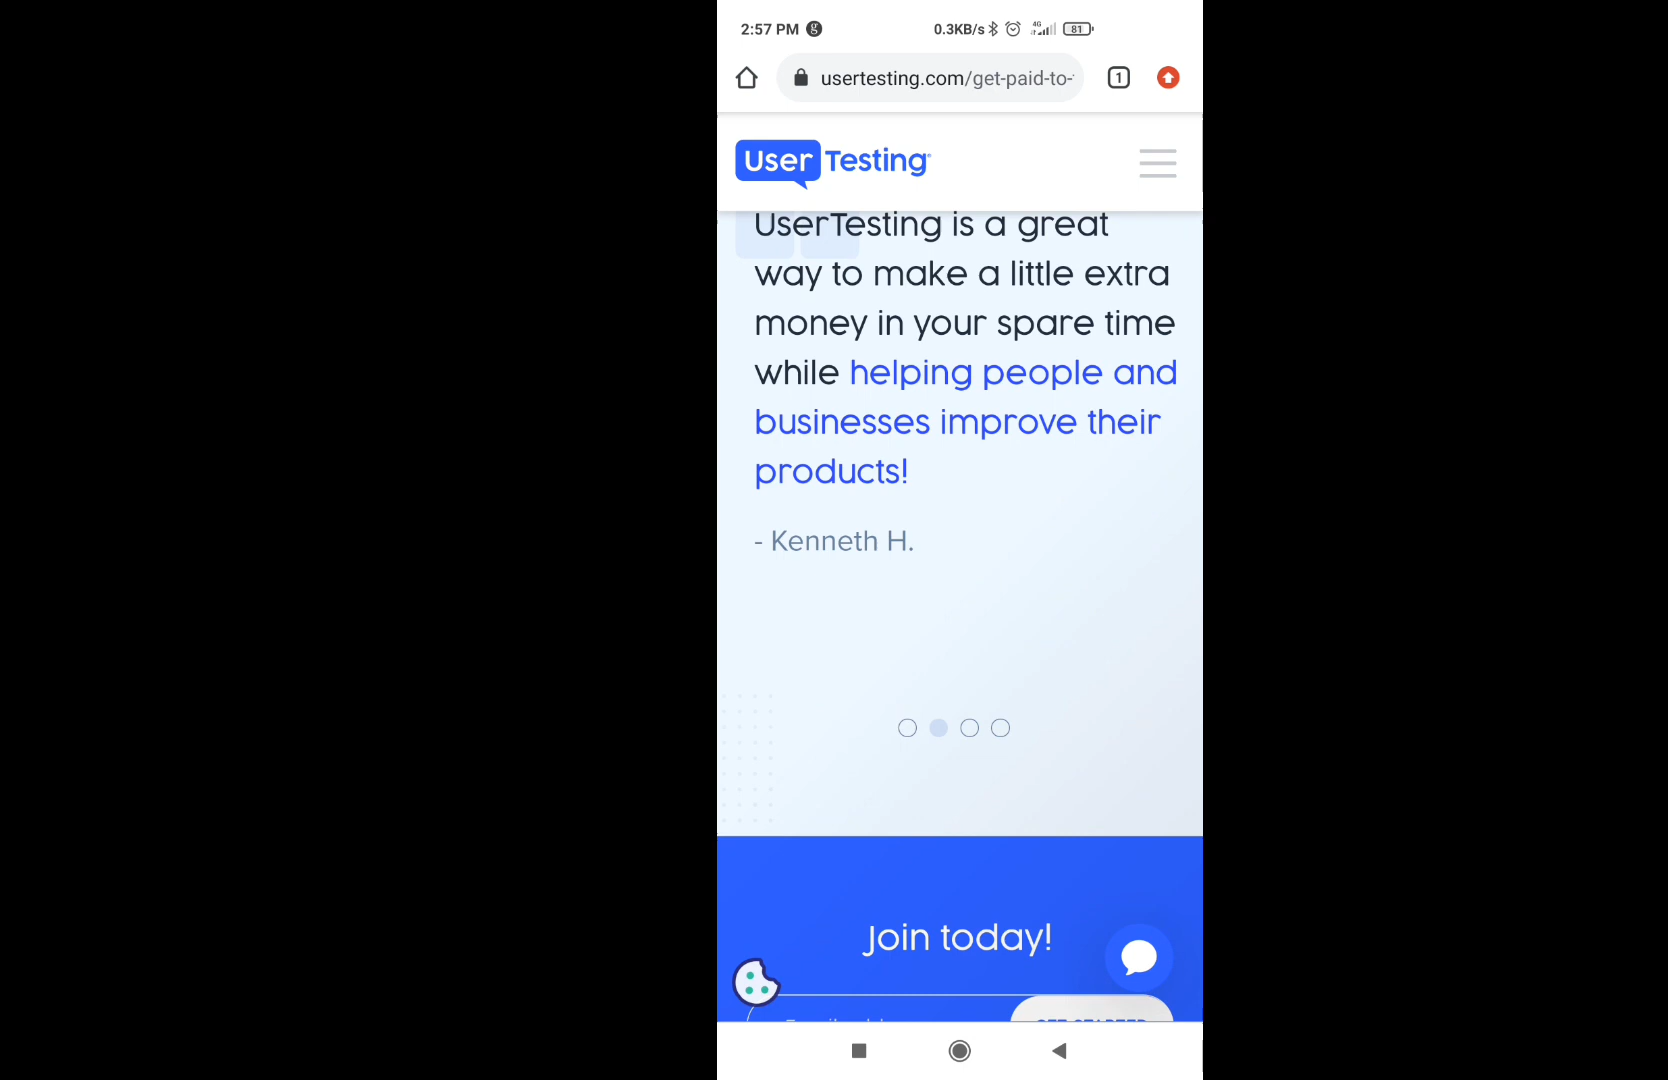 2:57 PM g 0.3KB/s 4G 81
usertesting.com/get-paid-to-
1
User Testing
UserTesting is a great
way to make a little extra
money in your spare time
while helping people and
businesses improve their
products!
- Kenneth H.
Join today!